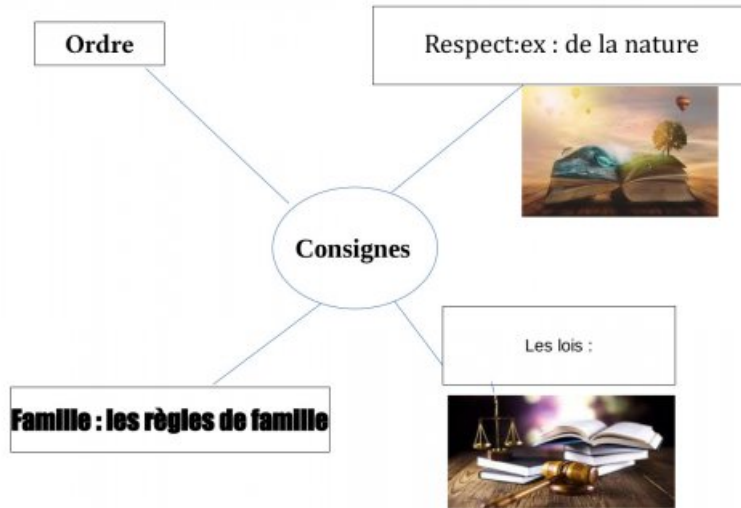 Ordre
Respect:ex : de la nature
Consignes
Les lois :
Famille : les règles de famille